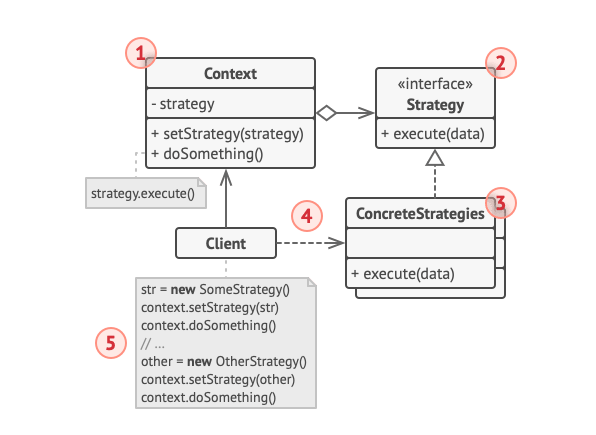 1
Context
- strategy
+ setStrategy(strategy)
+ doSomething()
strategy.execute()
2
«interface»
Strategy
+ execute(data)
3
ConcreteStrategies
+ execute(data)
4
Client
5
str = new SomeStrategy()
context.setStrategy(str)
context.doSomething()
// ...
other = new OtherStrategy()
context.setStrategy(other)
context.doSomething()